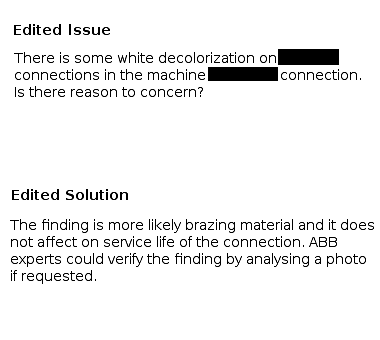 Edited Issue
There is some white decolorization on
connections in the machine connection.
Is there reason to concern?
Edited Solution
The finding is more likely brazing material and it does
not affect on service life of the connection. ABB
experts could verify the finding by analysing a photo
if requested.